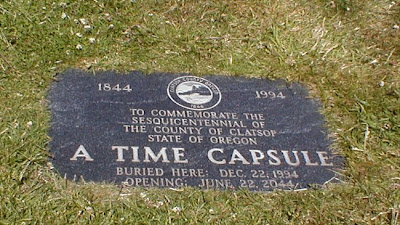 1844 1994
TO COMMEMORATE THE
SESQUICENTENNIAL OF
THE COUNTY OF CLATSOP
STATE OF OREGON
A TIME CAPSULE
BURIED HERE: DEC. 22, 1994
OPENING: JUNE 22, 2044